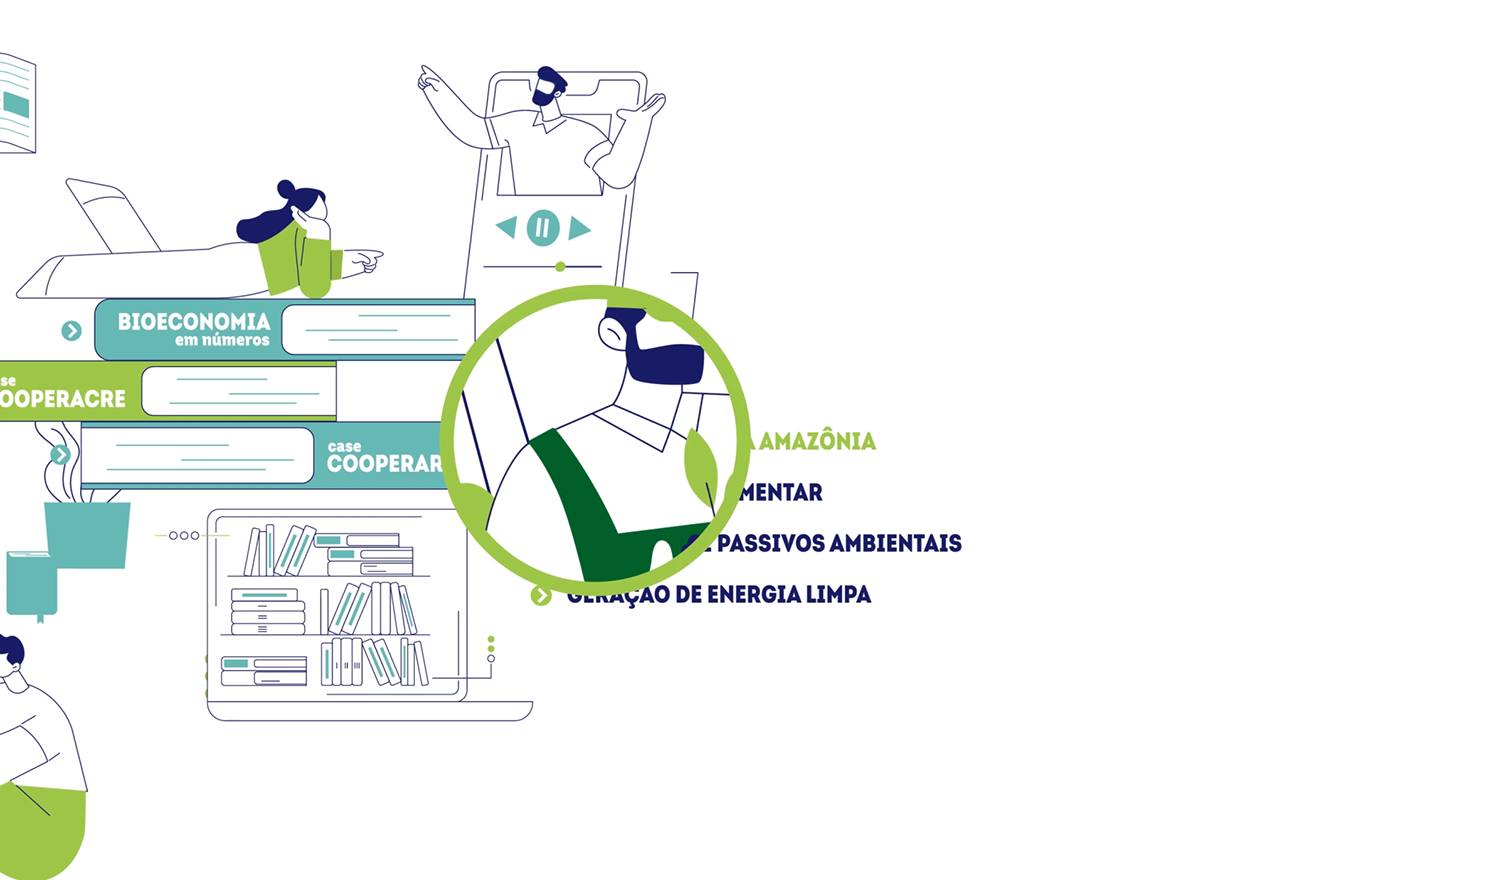 BIOECONOMIA
em números
se
OOPERACRE
case
COOPERAR
A AMAZÔNIA
MENTAR
E PASSIVOS AMBIENTAIS
GERAÇÃO DE ENERGIA LIMPA